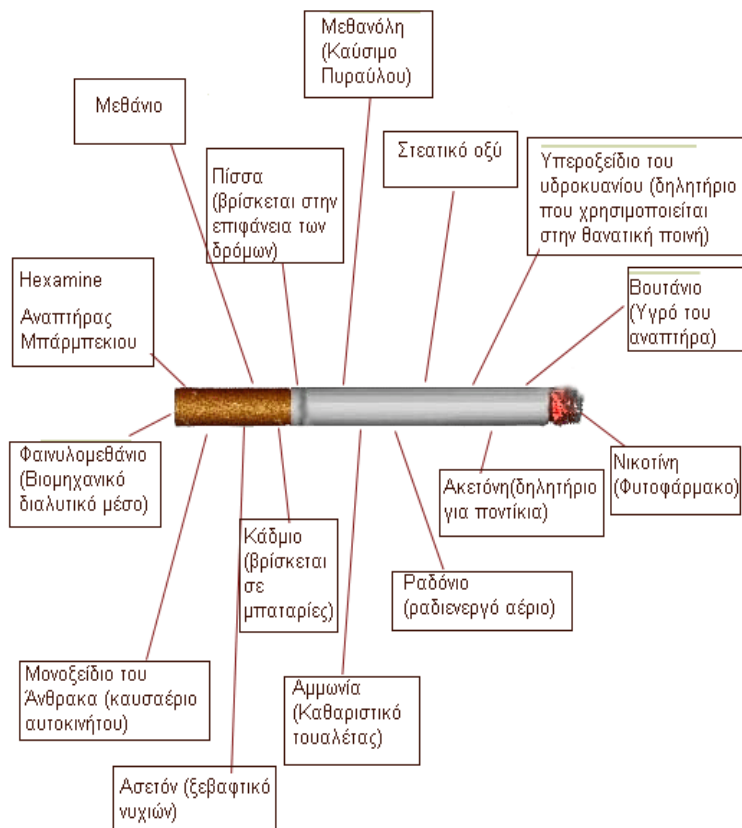 Μεθανόλη
(Καύσιμο
Πυραύλου)
Μεθάνιο
Στεατικό οξύ
Υπεροξείδιο του
υδροκυανίου (δηλητήριο
που χρησιμοποιείται
στην θανατική ποινή)
Πίσσα
(βρίσκεται στην
επιφάνεια των
δρόμων)
Hexamine
Αναπτήρας
Μπάρμπεκιου
Βουτάνιο
(Υγρό του
αναπτήρα)
Φαινυλομεθάνιο
(Βιομηχανικό
διαλυτικό μέσο)
Νικοτίνη
(Φυτοφάρμακο)
Ακετόνη(δηλητήριο
για ποντίκια)
Κάδμιο
(βρίσκεται
σε
μπαταρίες)
Ραδόνιο
(ραδιενεργό αέριο)
Μονοξείδιο του
Άνθρακα (καυσαέριο
αυτοκινήτου)
Αμμωνία
(Καθαριστικό
τουαλέτας)
Ασετόν (ξεβαφτικό
νυχιών)